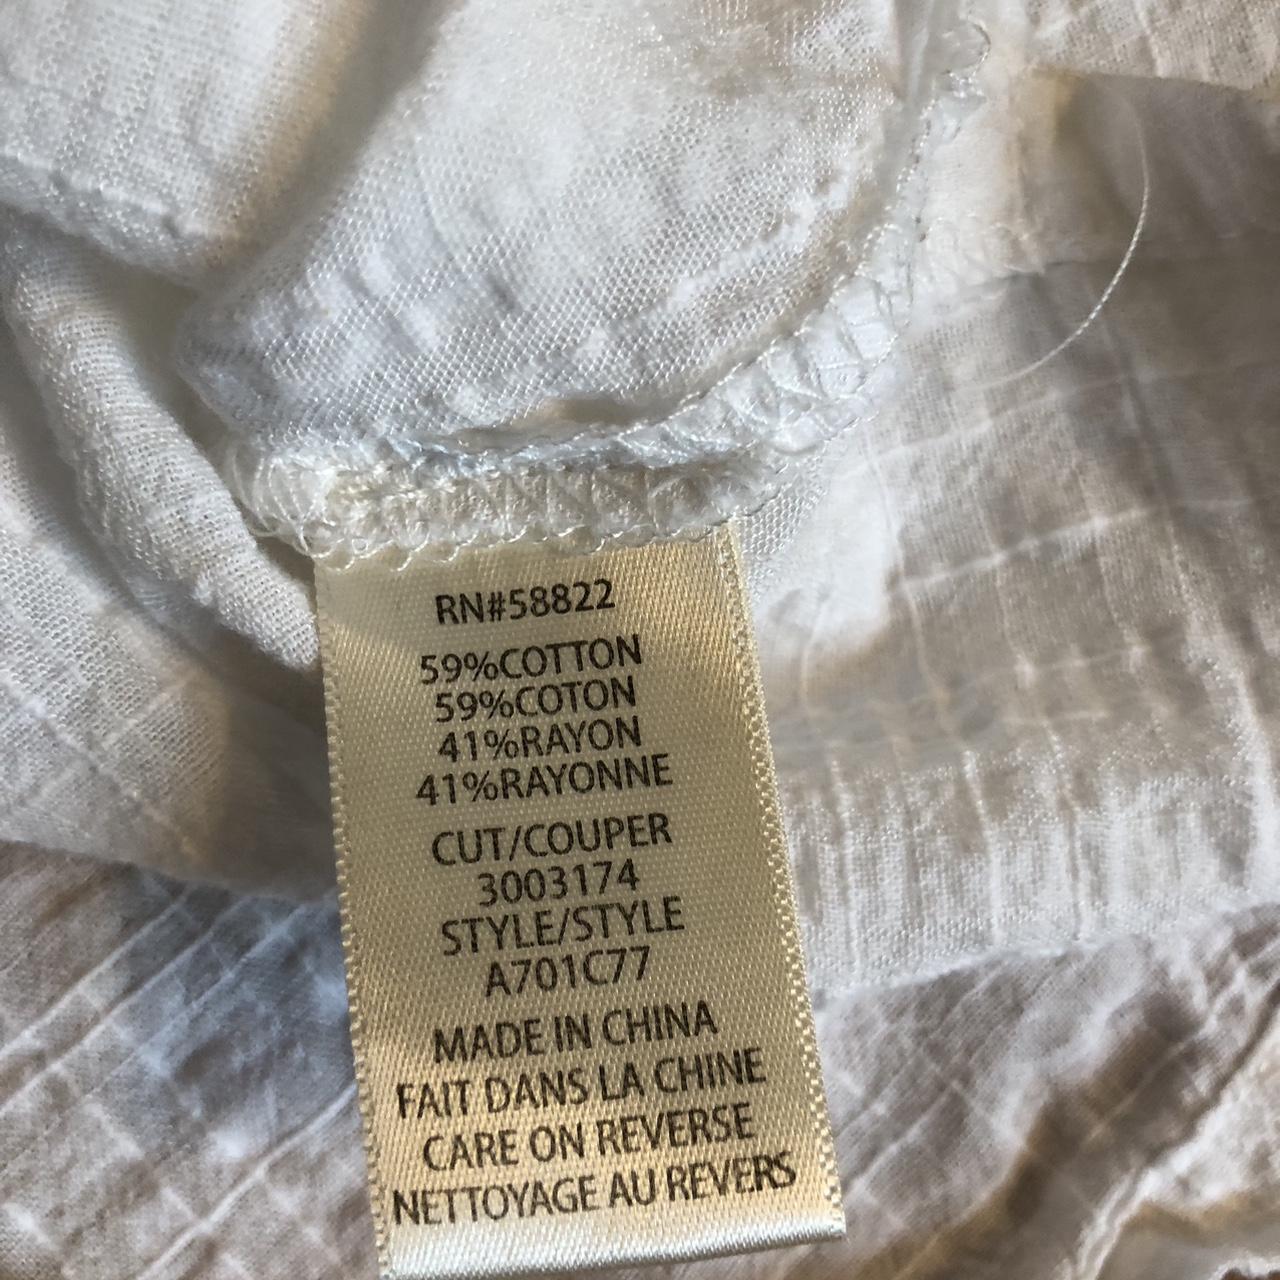 RN#58822
59%COTTON
59%COTON
41%RAYON
41%RAYONNE
CUT/COUPER
3003174
STYLE/STYLE
A701C77
MADE IN CHINA
FAIT DANS LA CHINE
CARE ON REVERSE
NETTOYAGE AU REVERS